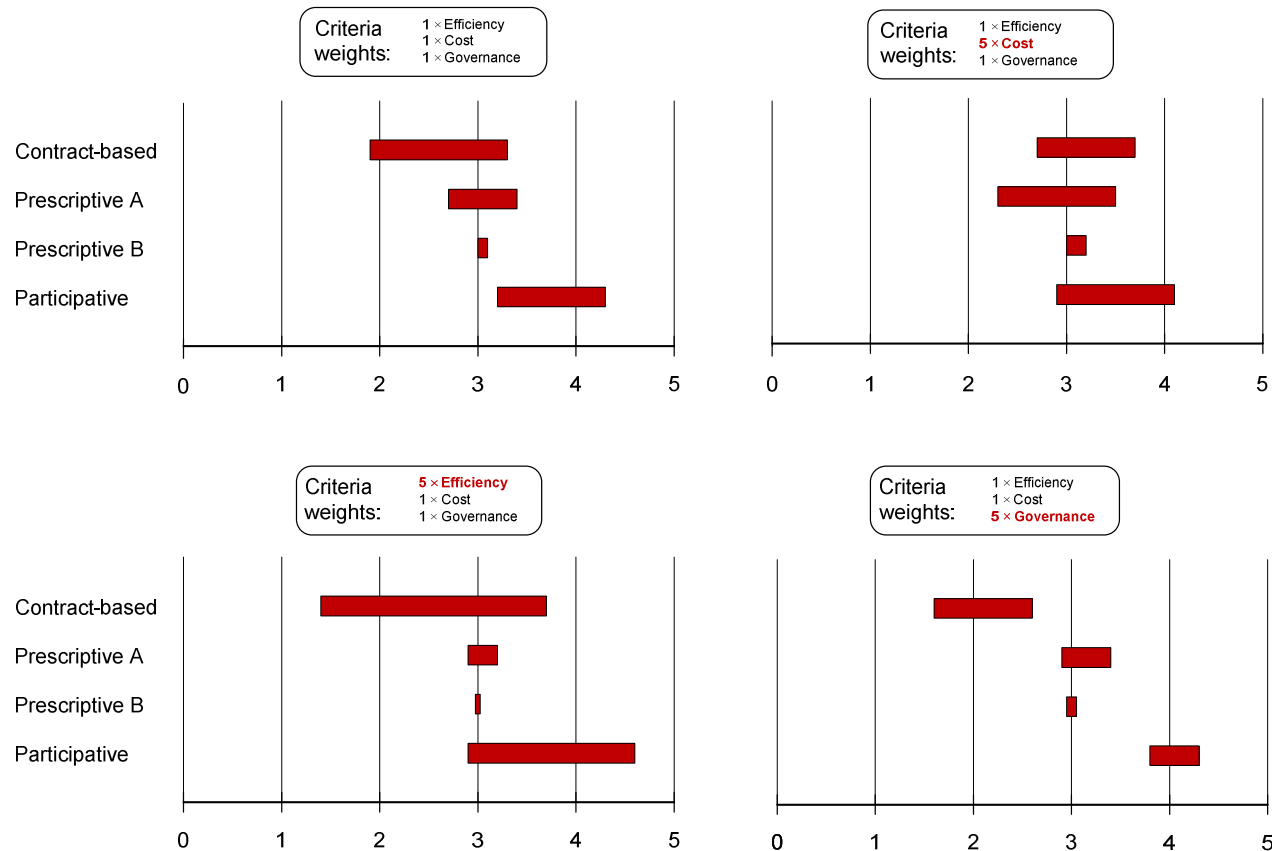 Criteria weights:
1 × Efficiency
1 × Cost
1 × Governance
Contract-based
Prescriptive A
Prescriptive B
Participative
0 1 2 3 4 5
Criteria weights:
1 × Efficiency
5 × Cost
1 × Governance
0 1 2 3 4 5
Criteria weights:
5 × Efficiency
1 × Cost
1 × Governance
Contract-based
Prescriptive A
Prescriptive B
Participative
0 1 2 3 4 5
Criteria weights:
1 × Efficiency
1 × Cost
5 × Governance
0 1 2 3 4 5